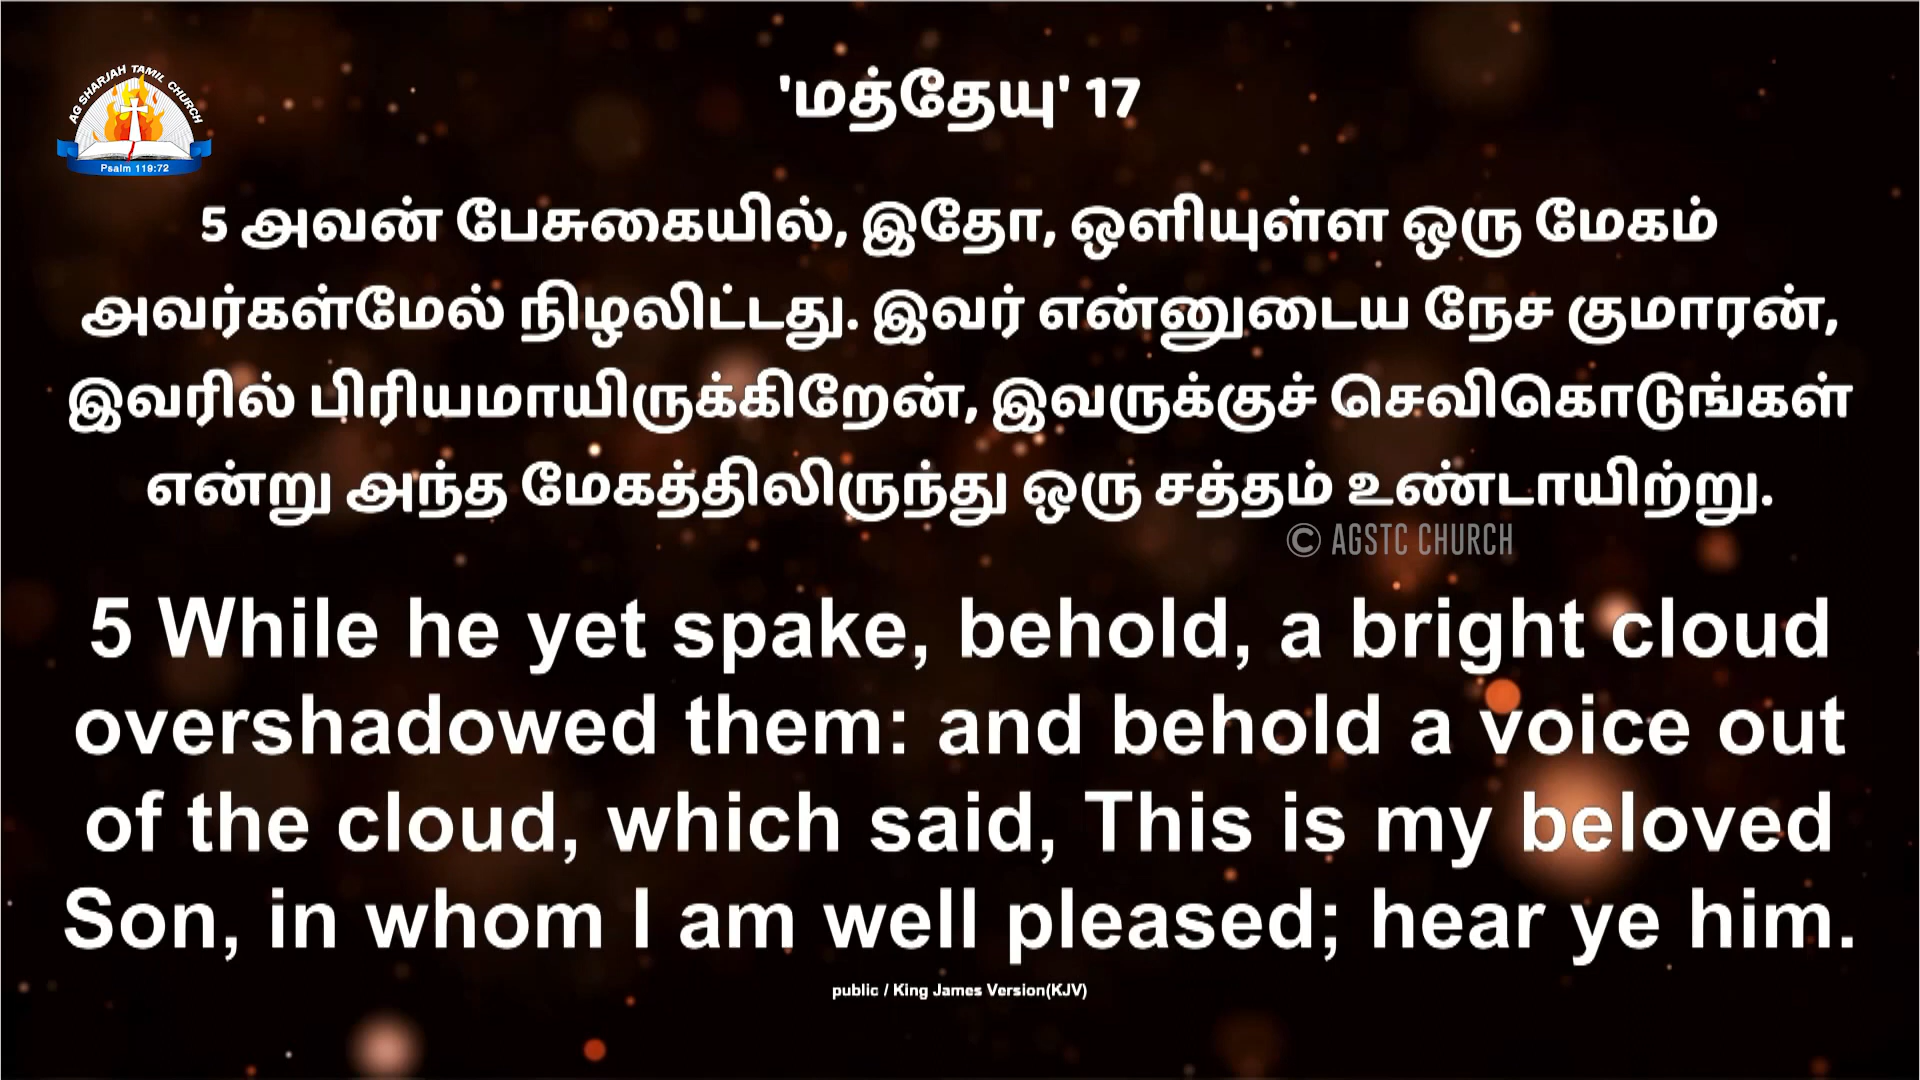 AG SHARJAH TAMIL CHURCH
Psalm 119:72
'மத்தேயு' 17
5 அவன் பேசுகையில், இதோ, ஒளியுள்ள ஒரு மேகம்
அவர்கள்மேல் நிழலிட்டது. இவர் என்னுடைய நேச குமாரன்,
இவரில் பிரியமாயிருக்கிறேன், இவருக்குச் செவிகொடுங்கள்
என்று அந்த மேகத்திலிருந்து ஒரு சத்தம் உண்டாயிற்று.
© AGSTC CHURCH
5 While he yet spake, behold, a bright cloud
overshadowed them: and behold a voice out
of the cloud, which said, This is my beloved
Son, in whom I am well pleased; hear ye him.
public / King James Version(KJV)